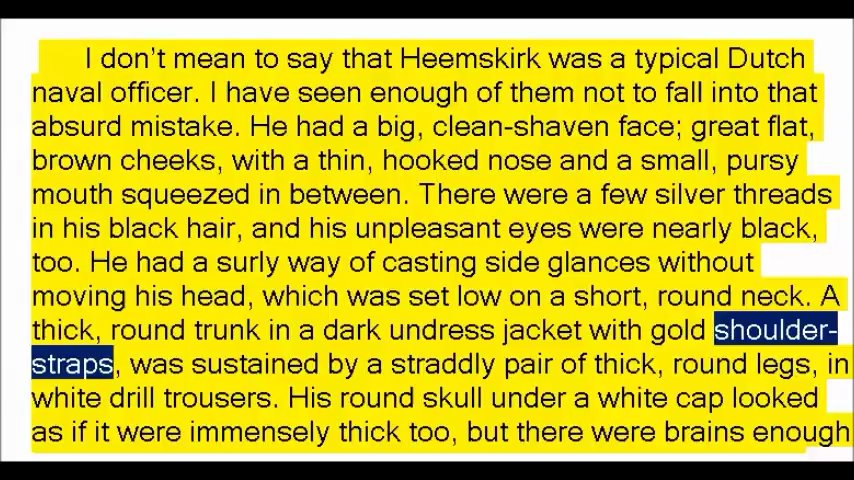 I don’t mean to say that Heemskirk was a typical Dutch
naval officer. I have seen enough of them not to fall into that
absurd mistake. He had a big, clean-shaven face; great flat,
brown cheeks, with a thin, hooked nose and a small, pursy
mouth squeezed in between. There were a few silver threads
in his black hair, and his unpleasant eyes were nearly black,
too. He had a surly way of casting side glances without
moving his head, which was set low on a short, round neck. A
thick, round trunk in a dark undress jacket with gold shoulder-
straps, was sustained by a straddly pair of thick, round legs, in
white drill trousers. His round skull under a white cap looked
as if it were immensely thick too, but there were brains enough